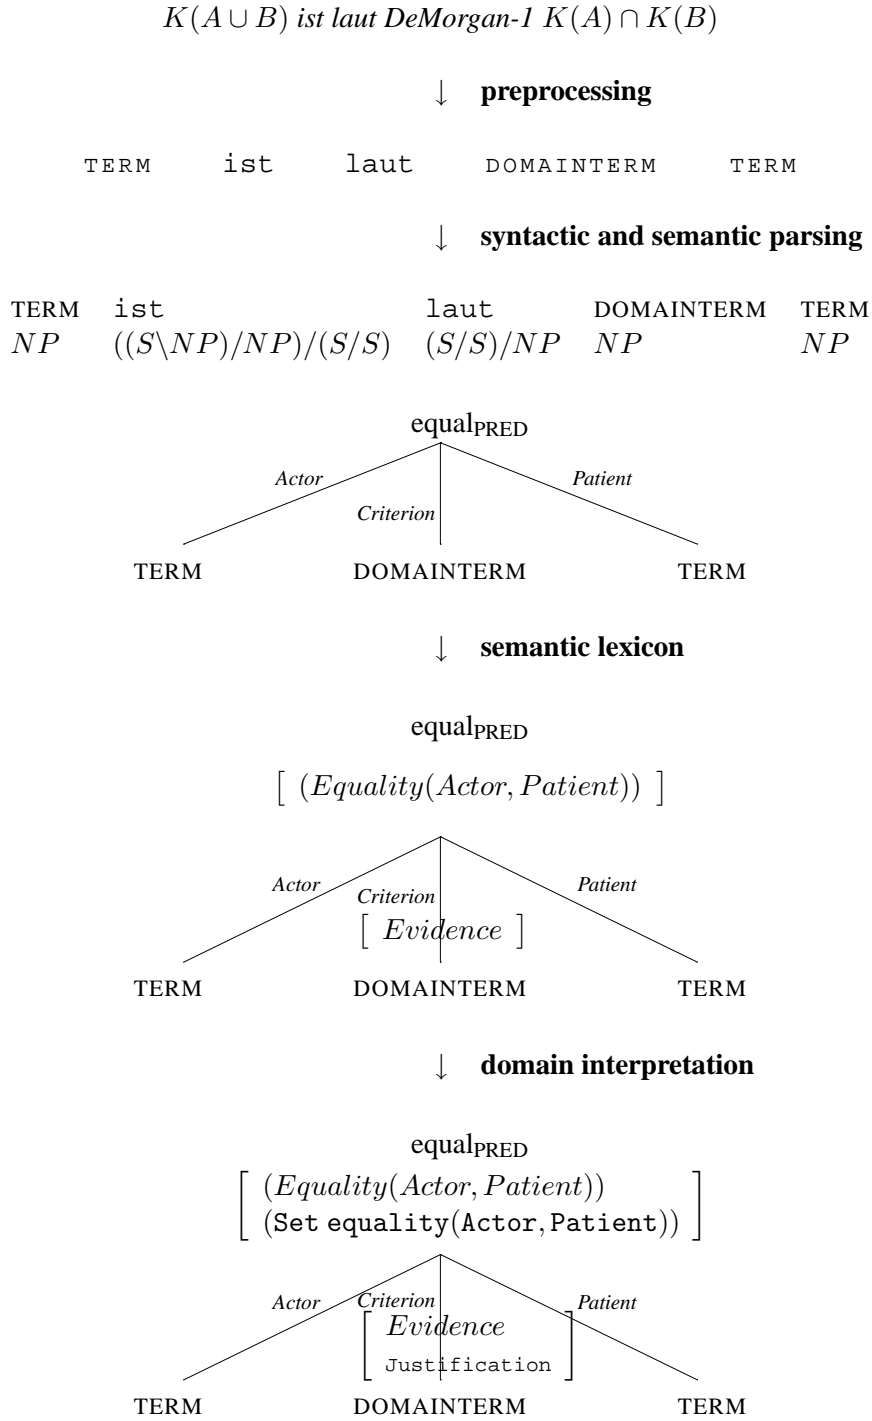 K(A ∪ B) ist laut DeMorgan-1 K(A) ∩ K(B)
↓ preprocessing
TERM ist laut DOMAINTERM TERM
↓ syntactic and semantic parsing
TERM ist laut DOMAINTERM TERM
NP ((S\NP)/NP)/(S/S) (S/S)/NP NP NP
equalPRED
Actor Patient
Criterion
TERM DOMAINTERM TERM
↓ semantic lexicon
equalPRED
[ (Equality(Actor, Patient)) ]
Actor Criterion Patient
[ Evidence ]
TERM DOMAINTERM TERM
↓ domain interpretation
equalPRED
(Equality(Actor, Patient))
(Set equality(Actor, Patient))
Actor Criterion Patient
Evidence
Justification
TERM DOMAINTERM TERM